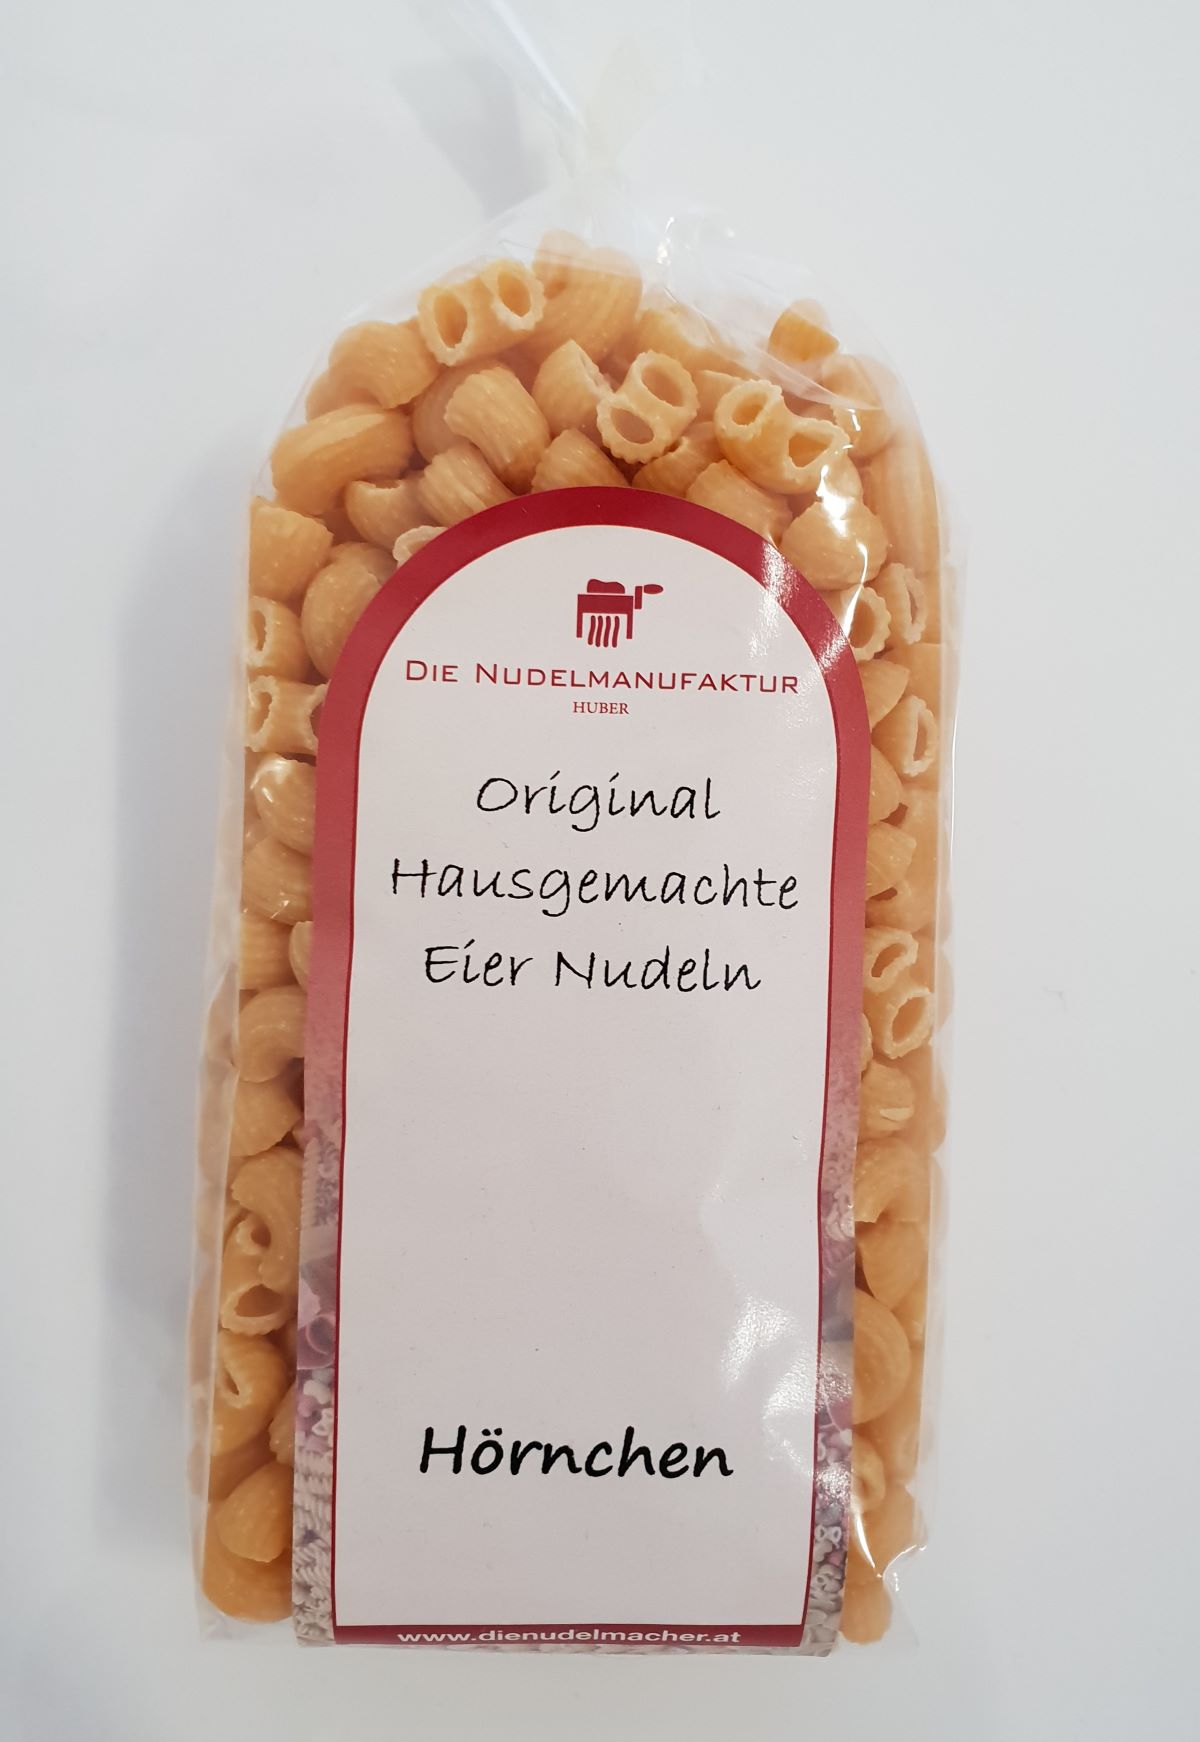 DIE NUDELMANUFAKTUR
HUBER
Original
Hausgemachte
Eier Nudeln
Hörnchen
www.dienudelmacher.at